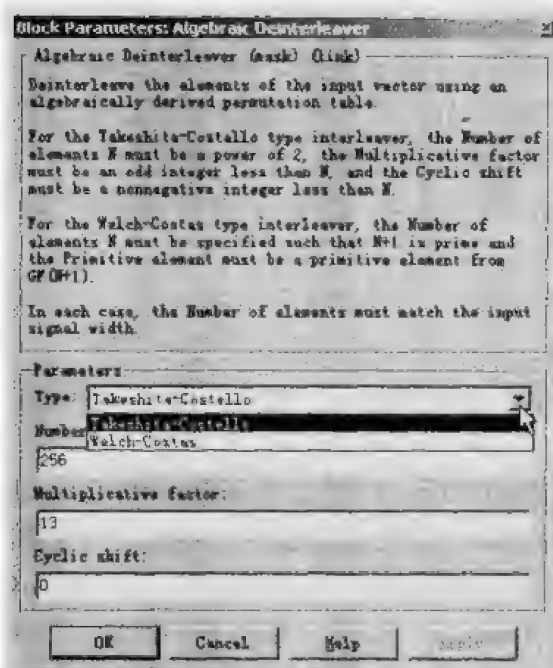 Block Parameters: Algebraic Deinterleaver
Algebraic Deinterleaver (mask) (link)
Deinterleave the elements of the input vector using an
algebraically derived permutation table.
For the Takeshita-Costallo type interleaver, the Number of
elements N must be a power of 2, the Multiplicative factor
must be an odd integer less than N, and the Cyclic shift
must be a nonnegative integer less than N.
For the Welch-Costas type interleaver, the Number of
elements N must be specified such that N+1 is prime and
the Primitive element must be a primitive element from
GF(N+1).
In each case, the Number of elements must match the input
signal width.
Parameters
Type: Takeshita-Costello
Takeshita-Costello
Number
Welch-Costas
256
Multiplicative factor:
13
Cyclic shift:
0
OK Cancel Help Apply